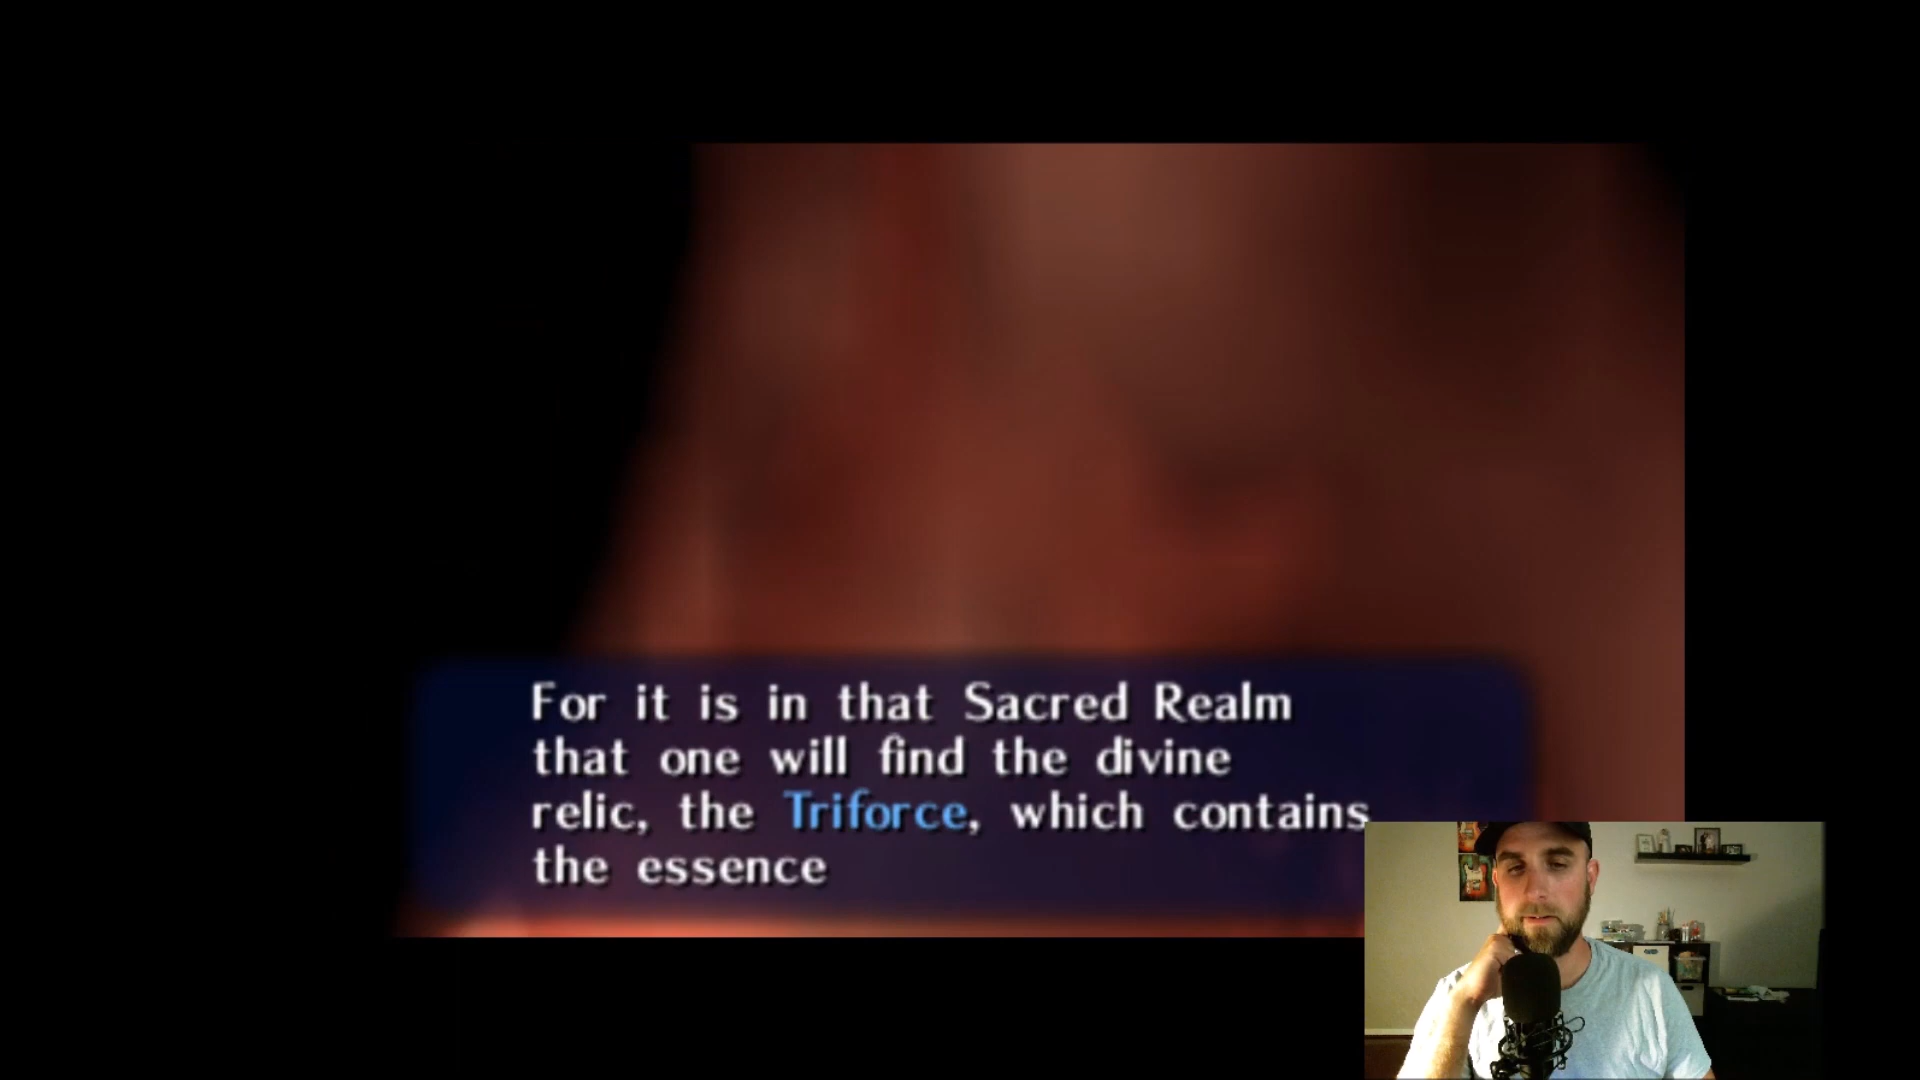 For it is in that Sacred Realm
that one will find the divine
relic, the Triforce, which contains
the essence